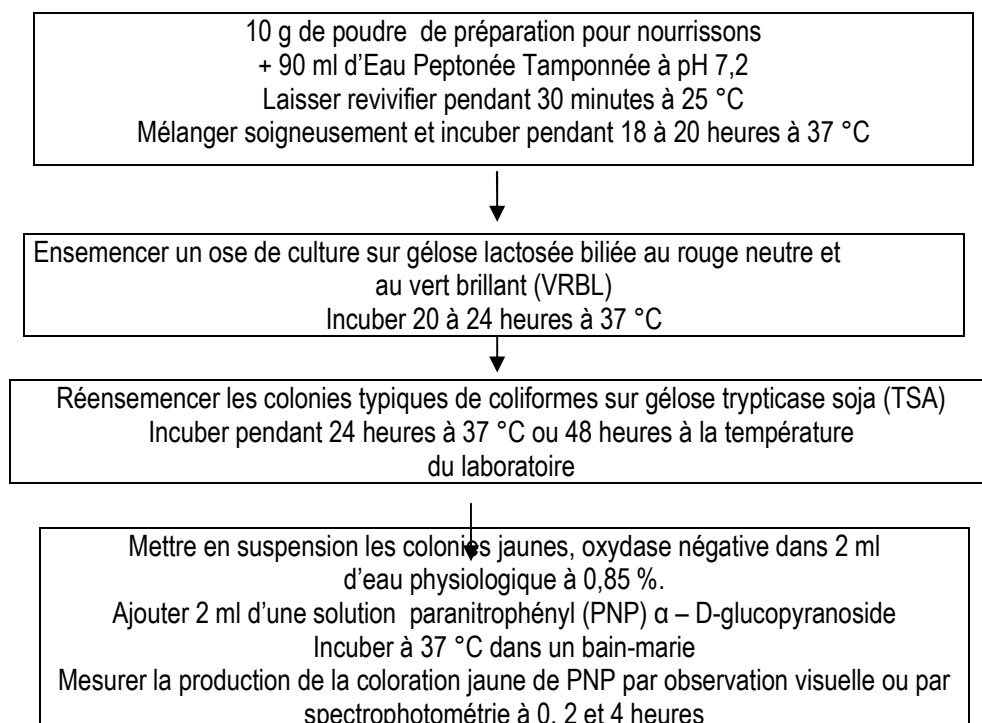 10 g de poudre de préparation pour nourrissons
+ 90 ml d'Eau Peptonée Tamponnée à pH 7,2
Laisser revivifier pendant 30 minutes à 25 °C
Mélanger soigneusement et incuber pendant 18 à 20 heures à 37 °C
Ensemencer un ose de culture sur gélose lactosée biliée au rouge neutre et
au vert brillant (VRBL)
Incuber 20 à 24 heures à 37 °C
Réensemencer les colonies typiques de coliformes sur gélose trypticase soja (TSA)
Incuber pendant 24 heures à 37 °C ou 48 heures à la température
du laboratoire
Mettre en suspension les colonies jaunes, oxydase négative dans 2 ml
d'eau physiologique à 0,85 %.
Ajouter 2 ml d'une solution paranitrophényl (PNP) α – D-glucopyranoside
Incuber à 37 °C dans un bain-marie
Mesurer la production de la coloration jaune de PNP par observation visuelle ou par
spectrophotométrie à 0, 2 et 4 heures